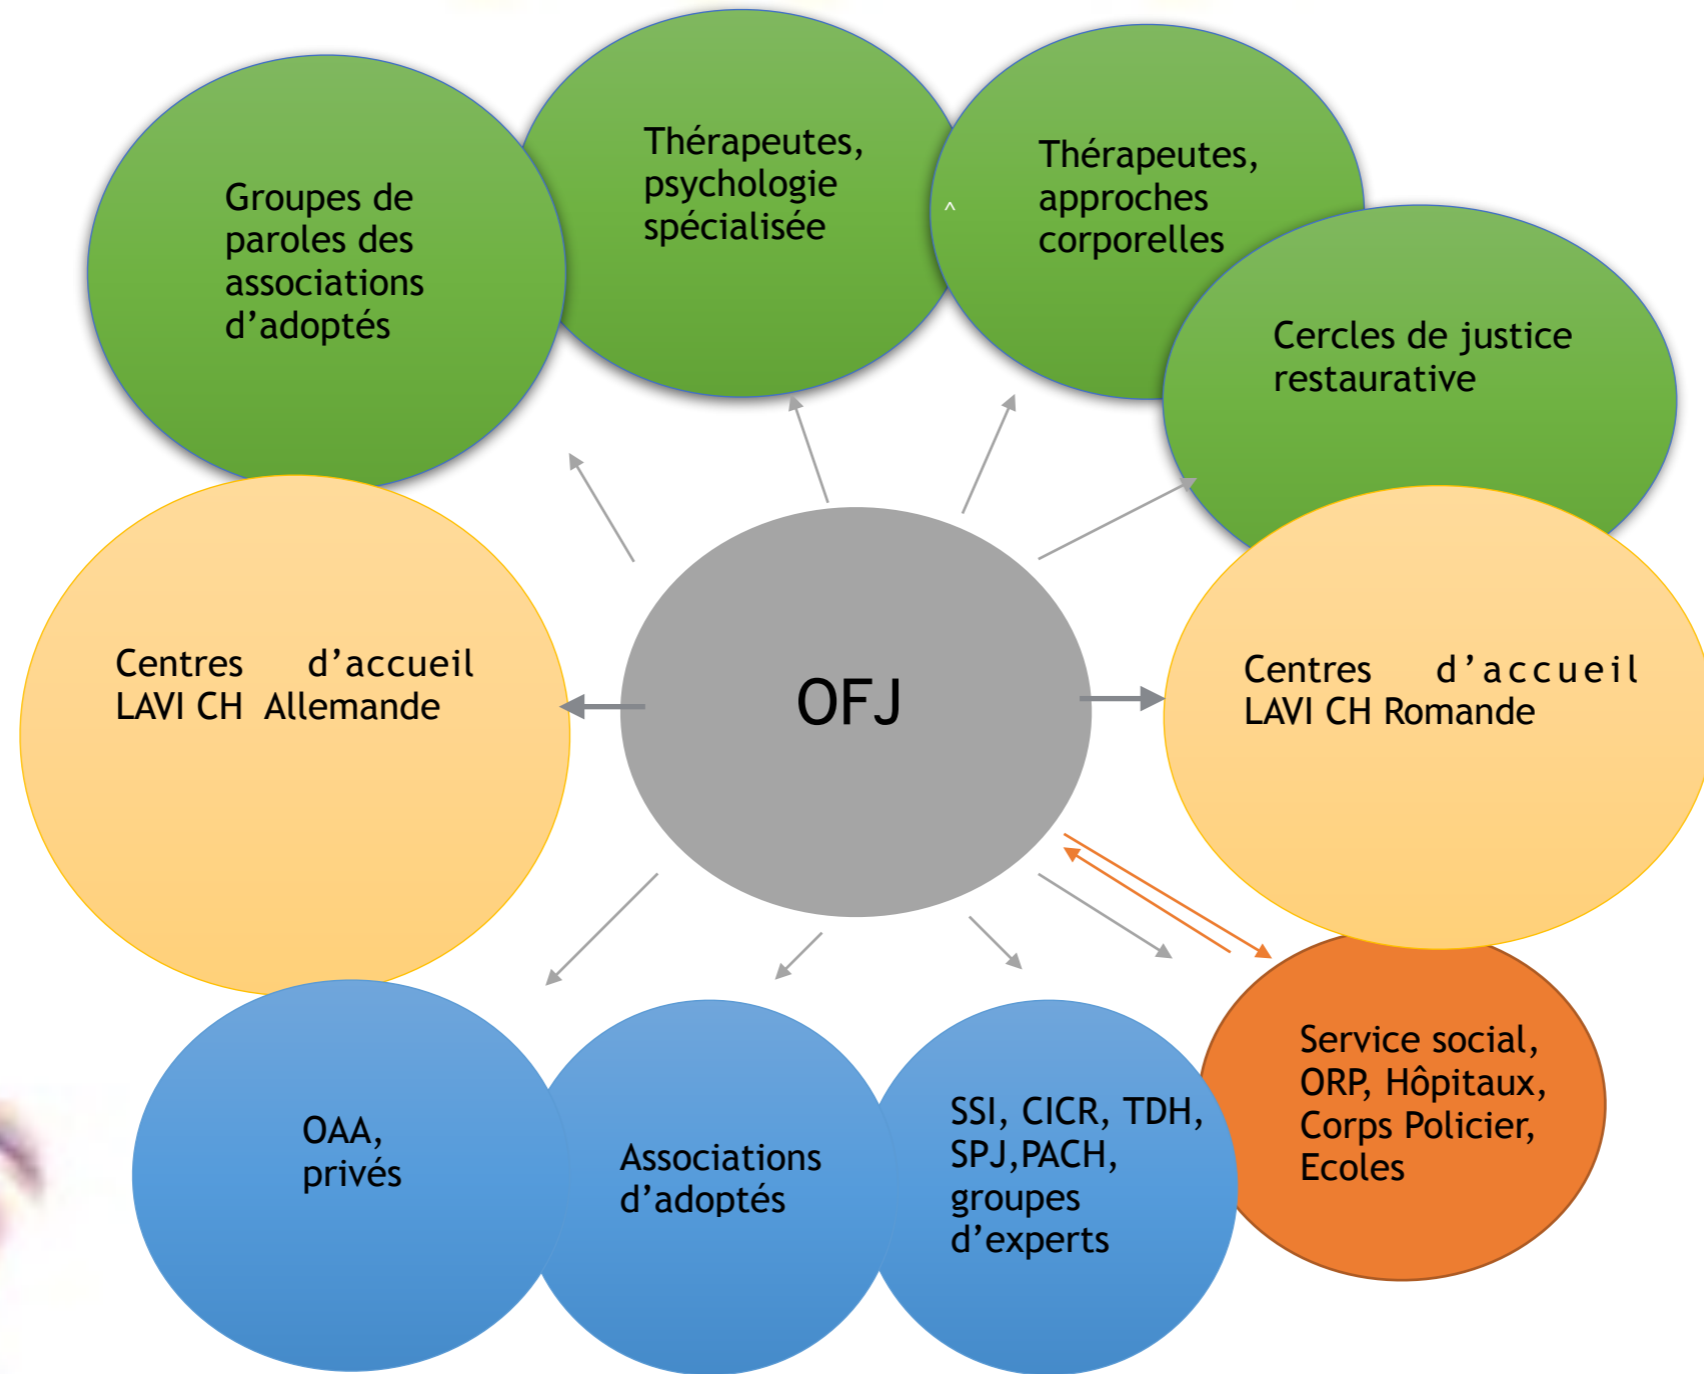 Groupes de
paroles des
associations
d’adoptés
Thérapeutes,
psychologie
spécialisée
^
Thérapeutes,
approches
corporelles
Cercles de justice
restaurative
Centres d’accueil
LAVI CH Allemande
OFJ
Centres d’accueil
LAVI CH Romande
OAA,
privés
Associations
d’adoptés
SSI, CICR, TDH,
SPJ,PACH,
groupes
d’experts
Service social,
ORP, Hôpitaux,
Corps Policier,
Ecoles